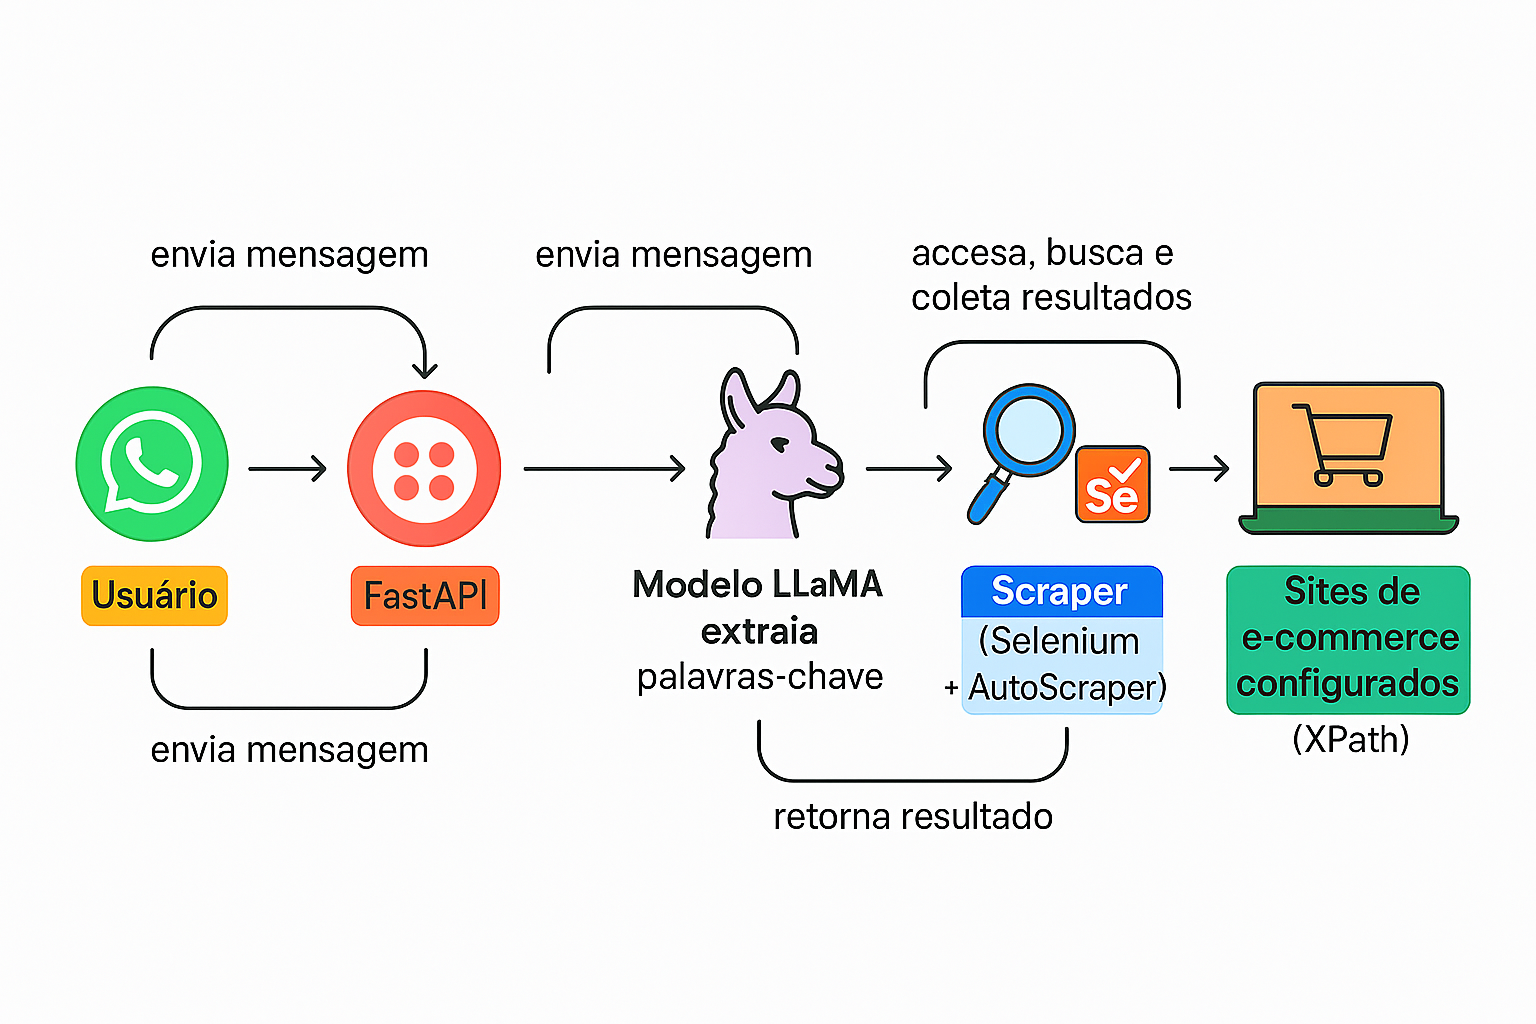 envia mensagem
envia mensagem
accesa, busca e
coleta resultados
Se
Usuário
FastAPI
Modelo LLaMA
extraia
palavras-chave
Scraper
(Selenium
+ AutoScraper)
Sites de
e-commerce
configurados
(XPath)
envia mensagem
retorna resultado